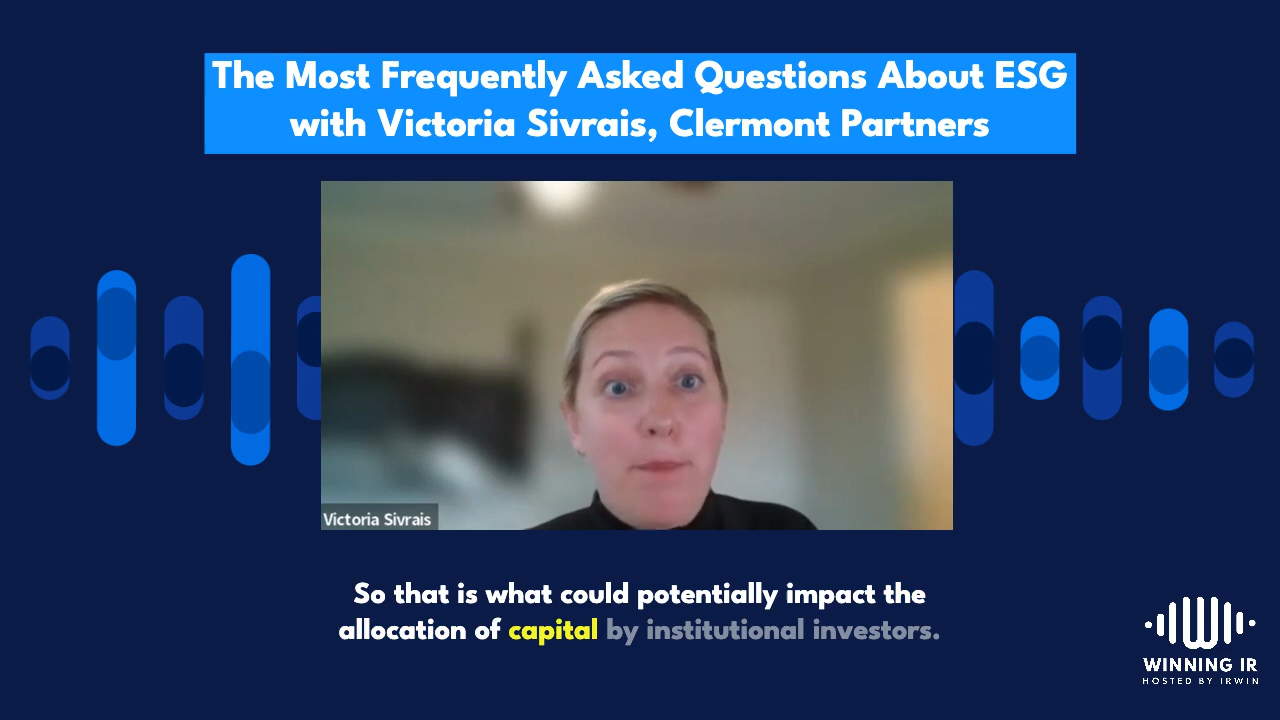 The Most Frequently Asked Questions About ESG
with Victoria Sivrais, Clermont Partners
Victoria Sivrais
So that is what could potentially impact the
allocation of capital by institutional investors.
WINNING IR
HOSTED BY IRWIN